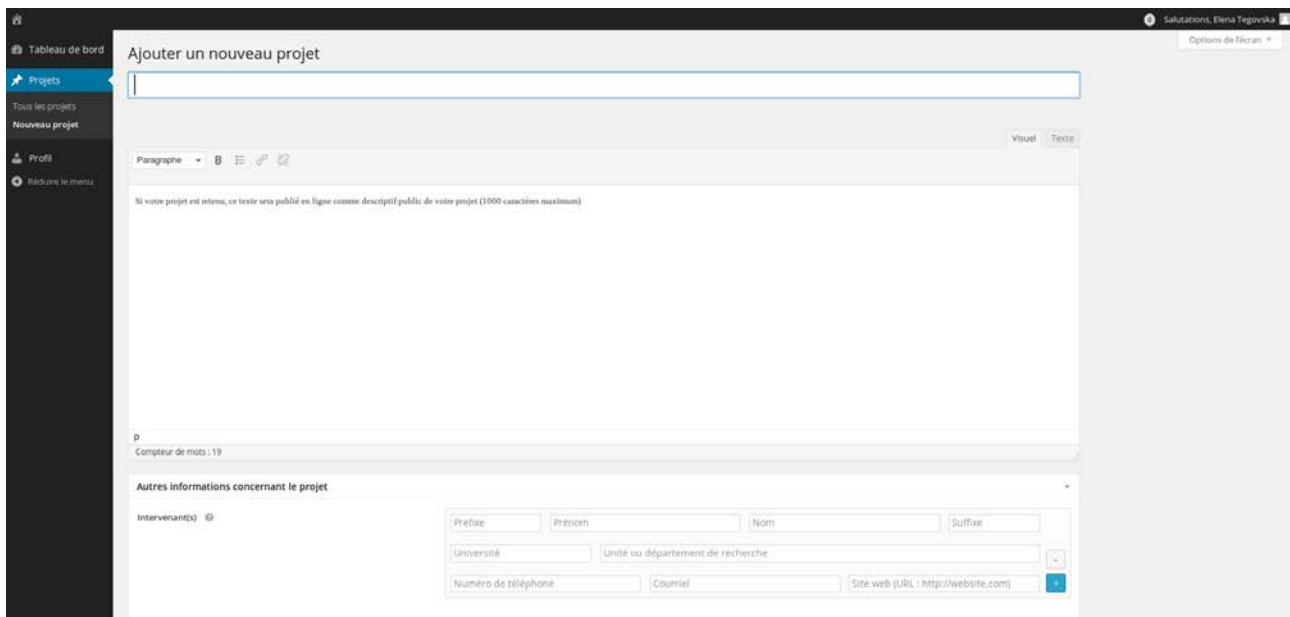 0 Salutations, Elena Tegovska
Options de l'écran
Tableau de bord
Projets
Tous les projets
Nouveau projet
Profil
Réduire le menu
Ajouter un nouveau projet
Visuel Texte
Paragraphe B
Si votre projet est retenu, ce texte sera publié en ligne comme descriptif public de votre projet (1000 caractères maximum)
p
Compteur de mots : 19
Autres informations concernant le projet
Intervenant(s)
Prefixe Prénom Nom Suffixe
Université Unité ou département de recherche
-
Numéro de téléphone Courriel Site web (URL : http://website.com) +